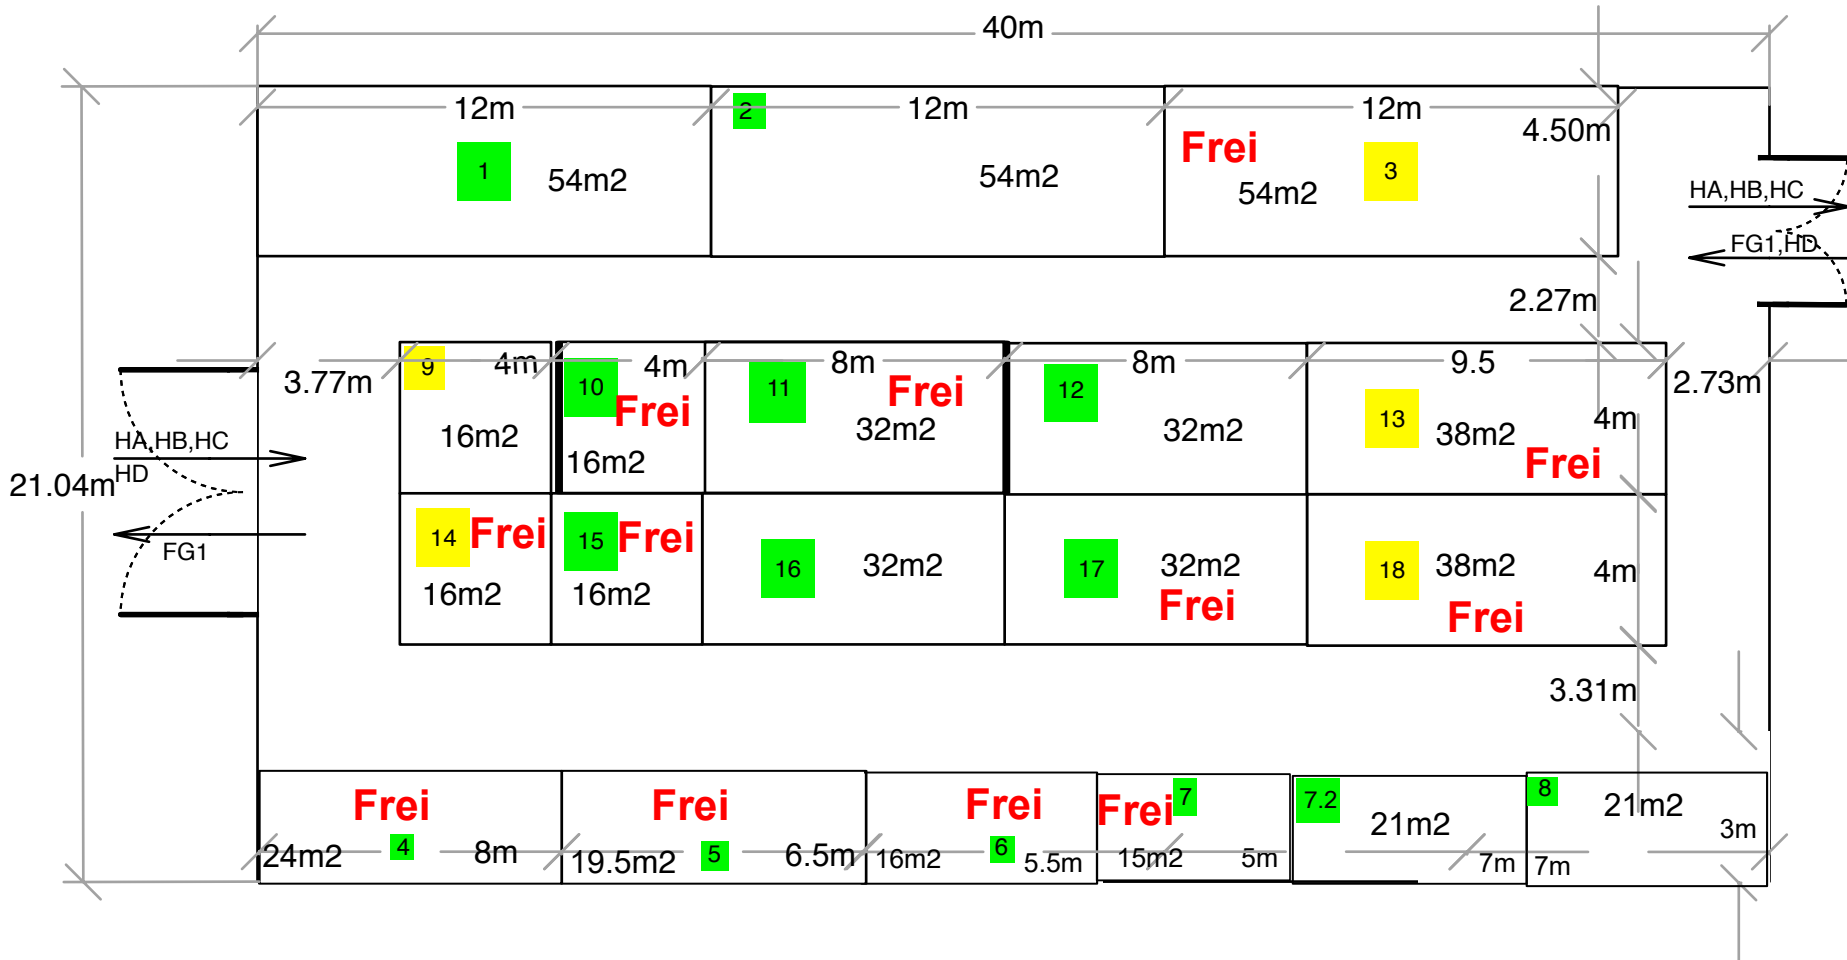 40m
12m
2
12m
12m
4.50m
Frei
1
54m2
54m2
54m2
3
HA,HB,HC
FG1,HD
2.27m
3.77m
9
4m
10
4m
8m
11
Frei
8m
12
9.5
2.73m
Frei
16m2
16m2
32m2
32m2
13
38m2
4m
Frei
HA,HB,HC
HD
21.04m
FG1
14
Frei
15
Frei
16m2
16m2
16
32m2
17
32m2
Frei
18
38m2
4m
Frei
3.31m
Frei
24m2
4
8m
Frei
19.5m2
5
6.5m
Frei
16m2
6
5.5m
Frei
7
15m2
5m
7.2
21m2
7m
8
21m2
3m
7m